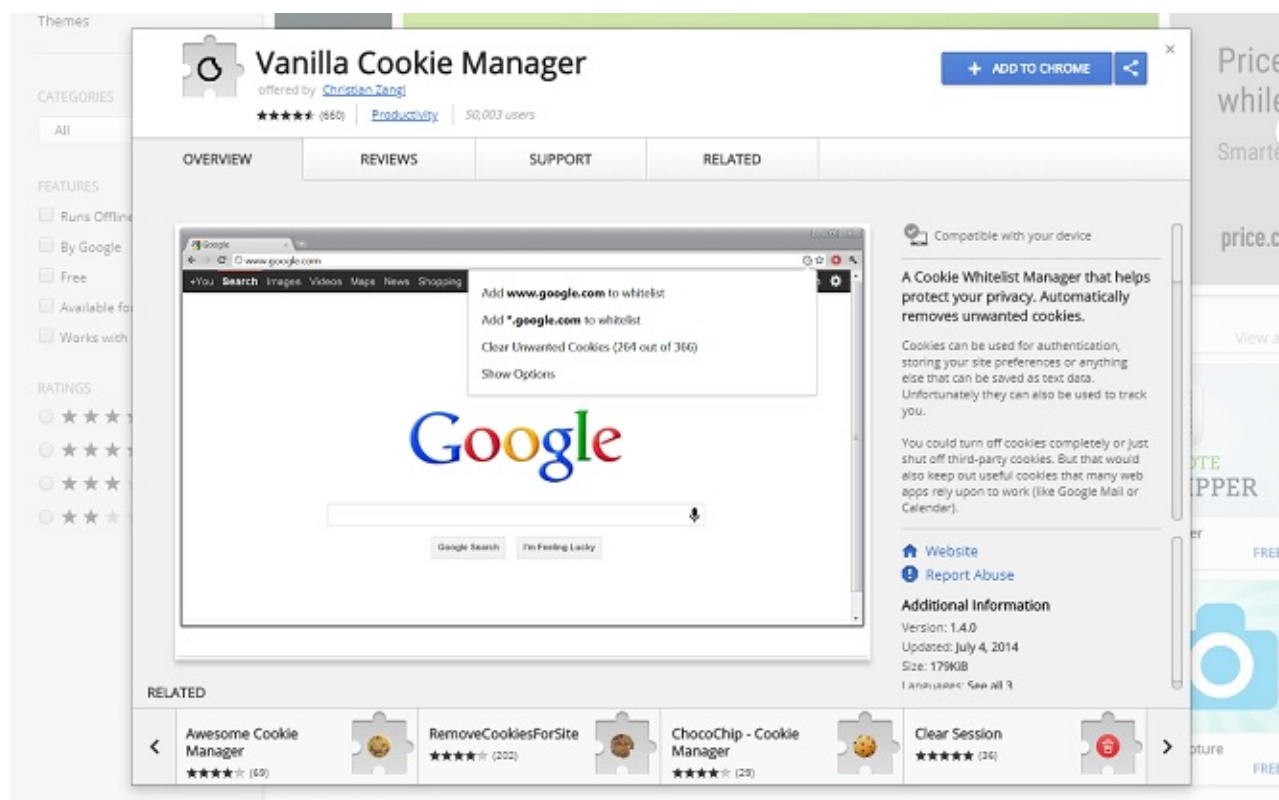 Themes
CATEGORIES
All
FEATURES
Runs Offline
By Google
Free
Available for
Works with
RATINGS
Vanilla Cookie Manager
offered by Christian Zangl
(660) Productivity 50,003 users
+ ADD TO CHROME
×
OVERVIEW REVIEWS SUPPORT RELATED
Google
www.google.com
+You Search Images Videos Maps News Shopping
Add www.google.com to whitelist
Add *.google.com to whitelist
Clear Unwanted Cookies (264 out of 366)
Show Options
Google
Google Search I'm Feeling Lucky
Compatible with your device
A Cookie Whitelist Manager that helps
protect your privacy. Automatically
removes unwanted cookies.
Cookies can be used for authentication,
storing your site preferences or anything
else that can be saved as text data.
Unfortunately they can also be used to track
you.
You could turn off cookies completely or just
shut off third-party cookies. But that would
also keep out useful cookies that many web
apps rely upon to work (like Google Mail or
Calendar).
Website
Report Abuse
Additional Information
Version: 1.4.0
Updated: July 4, 2014
Size: 179KiB
Languages: See all 3
RELATED
Awesome Cookie
Manager
(69)
RemoveCookiesForSite
(202)
ChocoChip - Cookie
Manager
(29)
Clear Session
(36)
Price
while
Smarte
price.c
View a
OTE
IPPER
er
FREE
pture
FREE